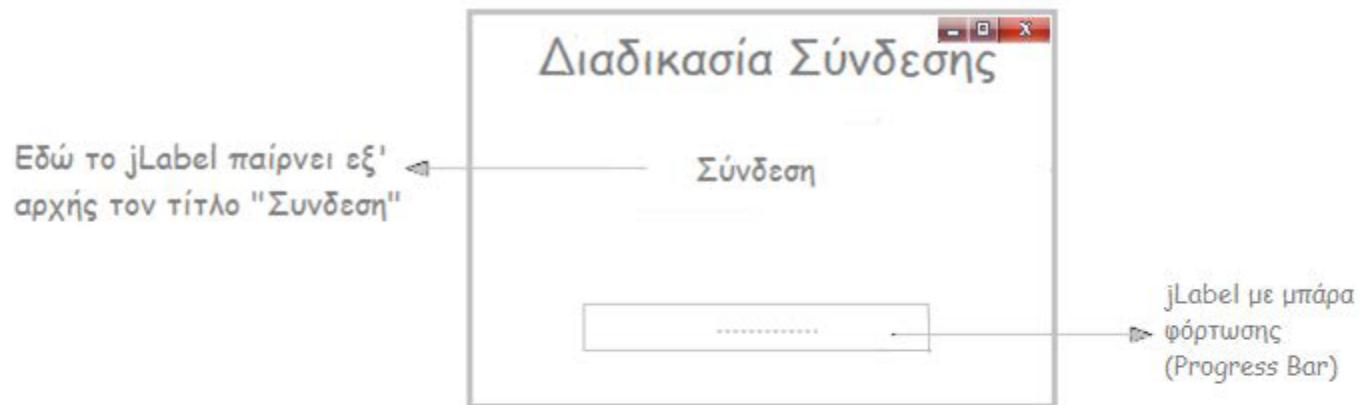 Διαδικασία Σύνδεσης
Εδώ το jLabel παίρνει εξ'
αρχής τον τίτλο "Συνδεση"
Σύνδεση
------------
jLabel με μπάρα
φόρτωσης
(Progress Bar)